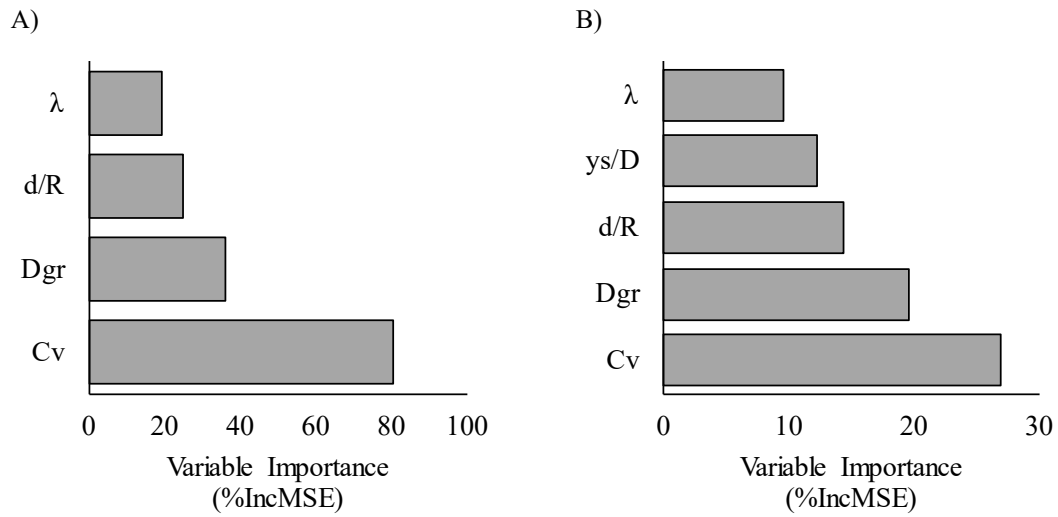 A)
λ
d/R
Dgr
Cv
0 20 40 60 80 100
Variable Importance
(%IncMSE)
B)
λ
ys/D
d/R
Dgr
Cv
0 10 20 30
Variable Importance
(%IncMSE)